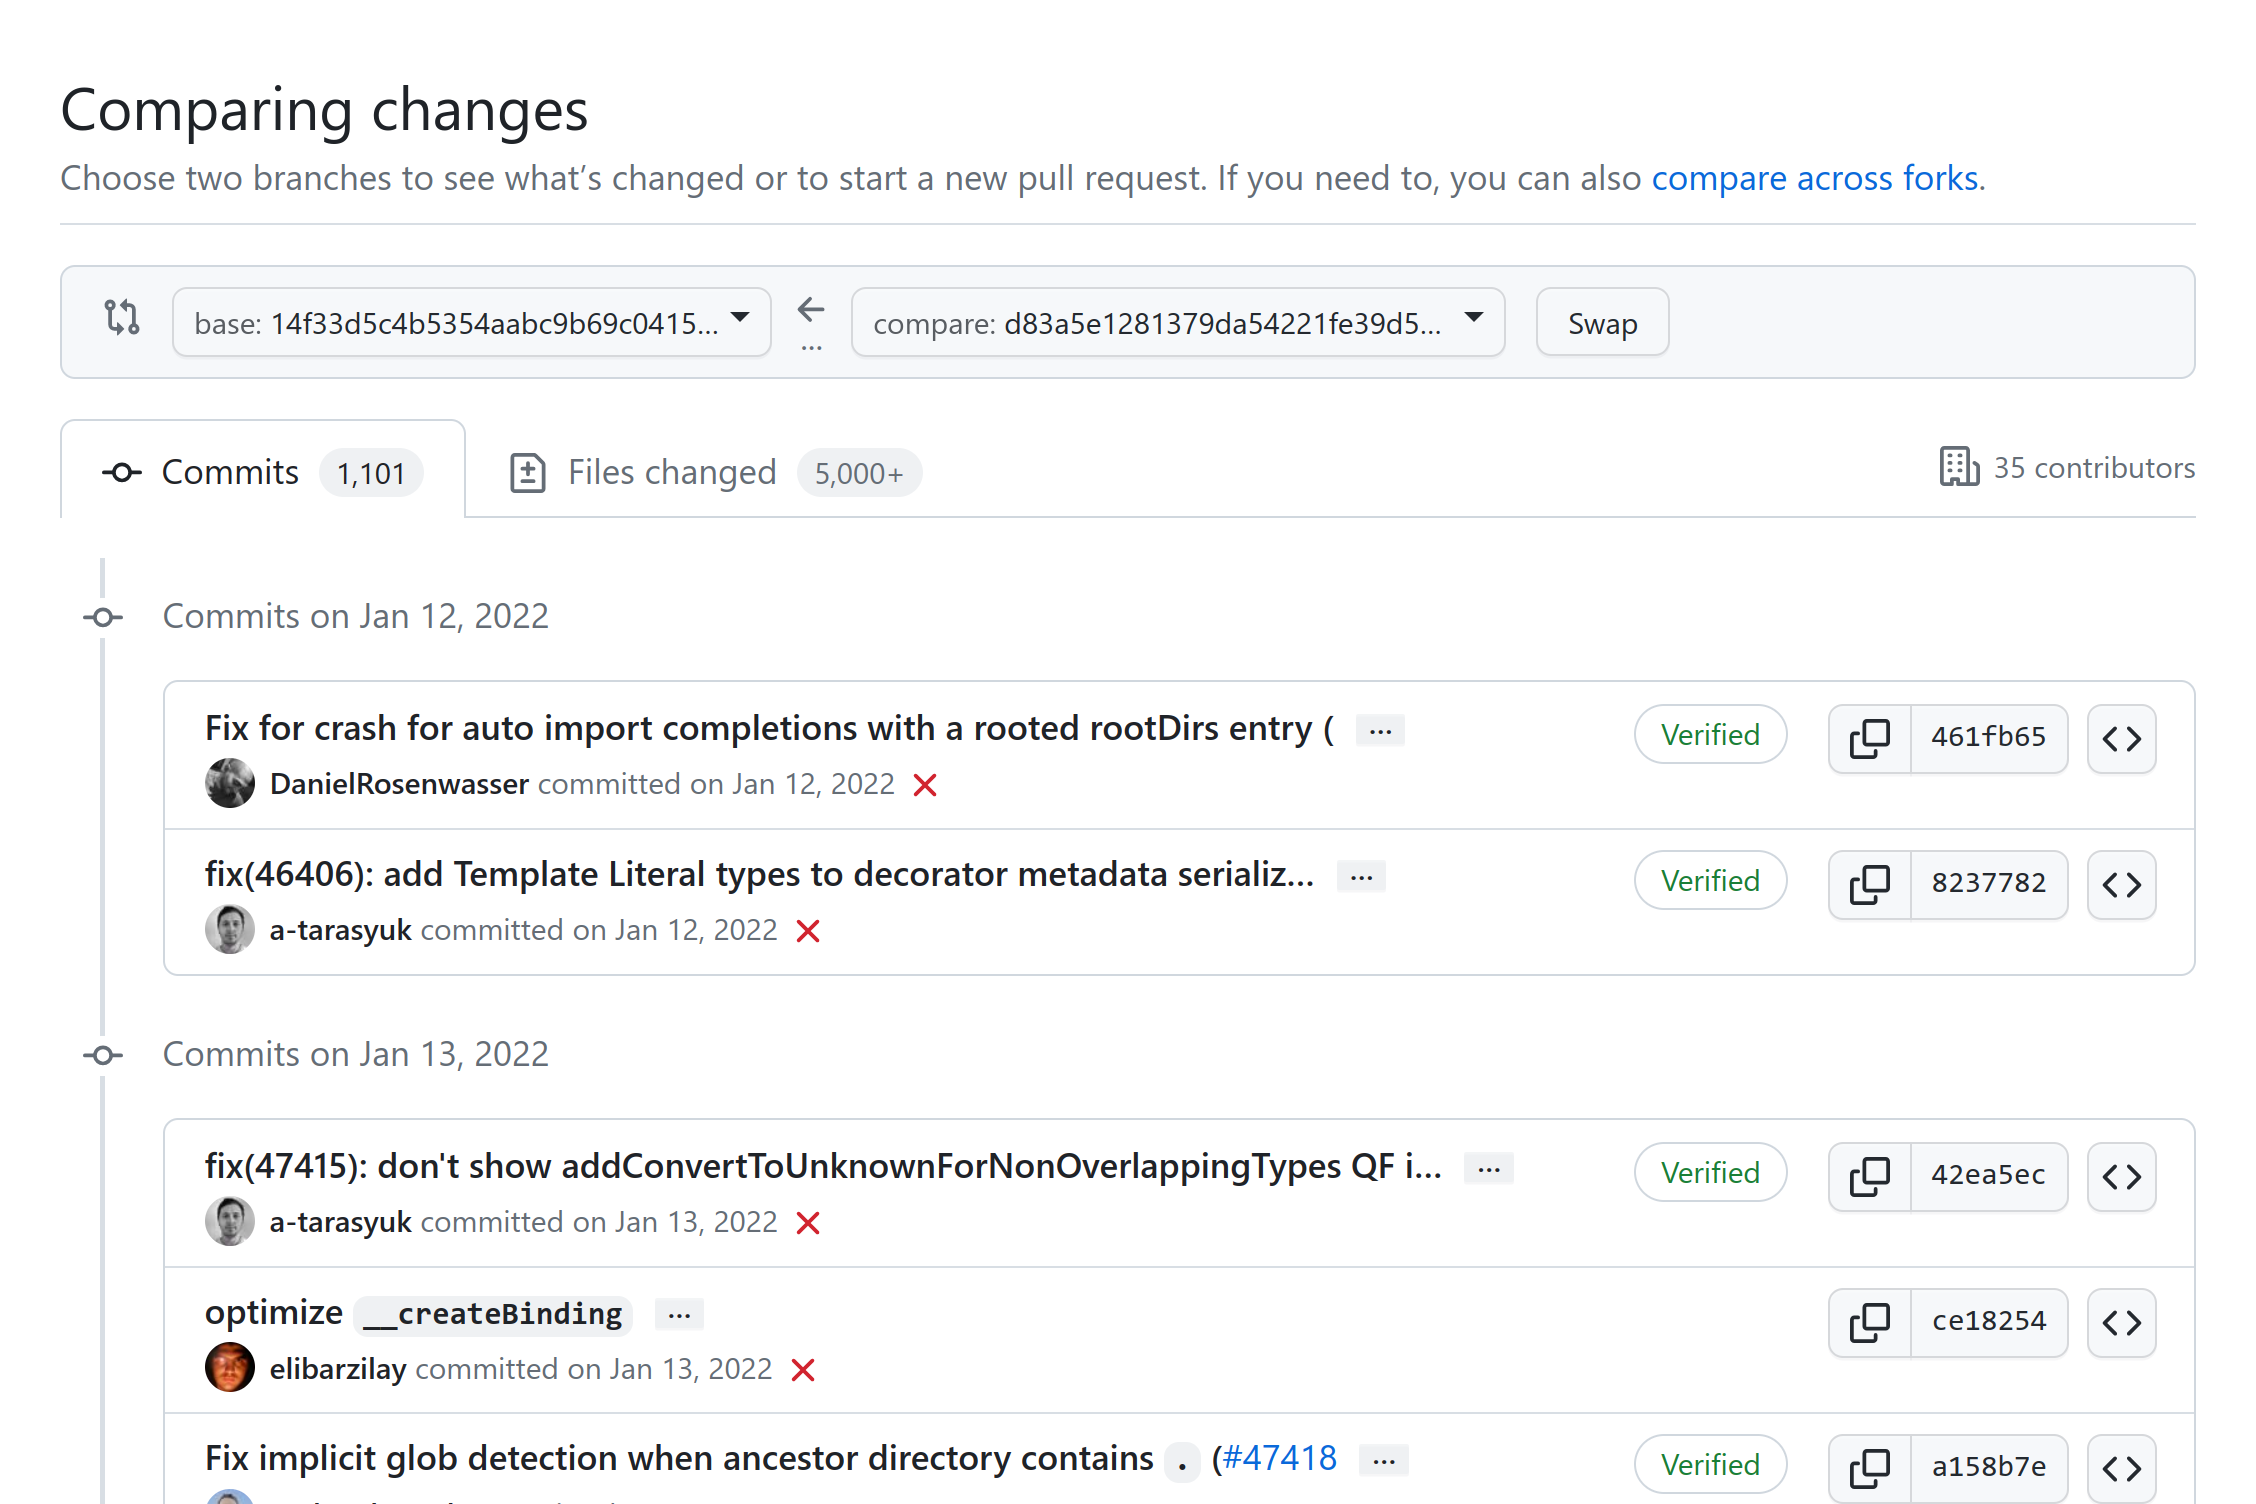 Comparing changes
Choose two branches to see what’s changed or to start a new pull request. If you need to, you can also compare across forks.
base: 14f33d5c4b5354aabc9b69c0415...
...
compare: d83a5e1281379da54221fe39d5...
Swap
Commits 1,101
Files changed 5,000+
35 contributors
Commits on Jan 12, 2022
Fix for crash for auto import completions with a rooted rootDirs entry ( ...
Verified
461fb65
DanielRosenwasser committed on Jan 12, 2022
fix(46406): add Template Literal types to decorator metadata serializ... ...
Verified
8237782
a-tarasyuk committed on Jan 12, 2022
Commits on Jan 13, 2022
fix(47415): don't show addConvertToUnknownForNonOverlappingTypes QF i... ...
Verified
42ea5ec
a-tarasyuk committed on Jan 13, 2022
optimize __createBinding ...
ce18254
elibarzilay committed on Jan 13, 2022
Fix implicit glob detection when ancestor directory contains . (#47418 ...
Verified
a158b7e